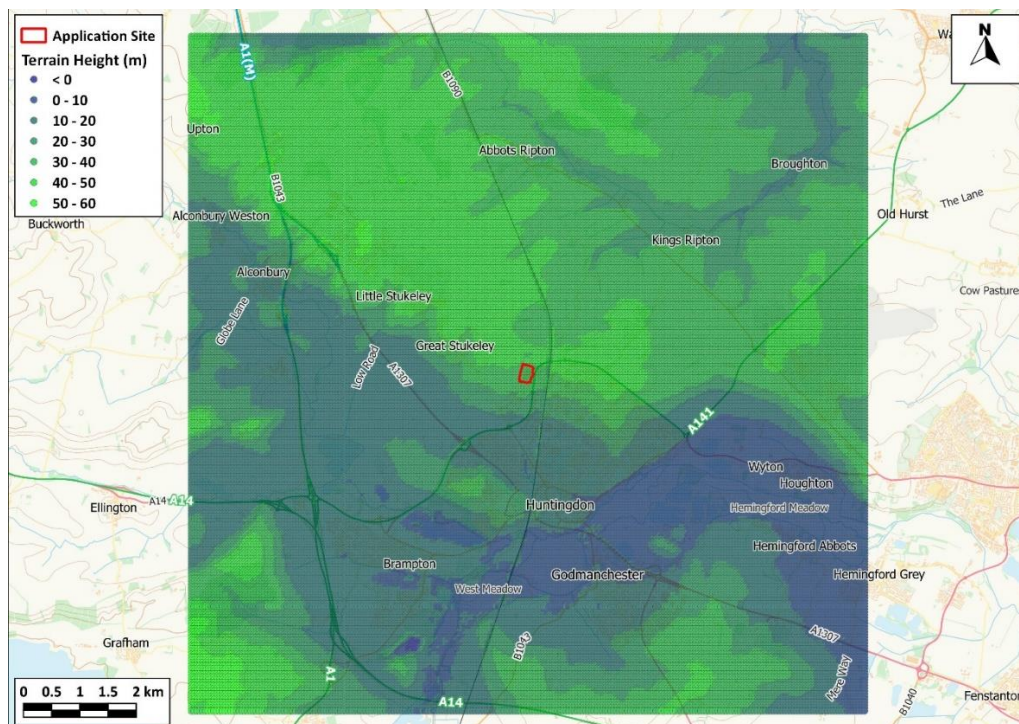 Application Site
Terrain Height (m)
< 0
0 - 10
10 - 20
20 - 30
30 - 40
40 - 50
50 - 60
N
A1(M)
B1090
Wa
Upton
Abbots Ripton
Broughton
B1043
Alconbury Weston
Buckworth
The Lane
Old Hurst
Kings Ripton
Alconbury
Cow Pasture
Little Stukeley
Globe Lane
Great Stukeley
Low Road
A1307
A141
Wyton
Houghton
Ellington
A14
A14
Huntingdon
Hemingford Meadow
Hemingford Abbots
Brampton
Godmanchester
Hemingford Grey
West Meadow
A1307
Grafham
B1043
A1
Mere Way
A14
B1040
Fenstanton
0 0.5 1 1.5 2 km